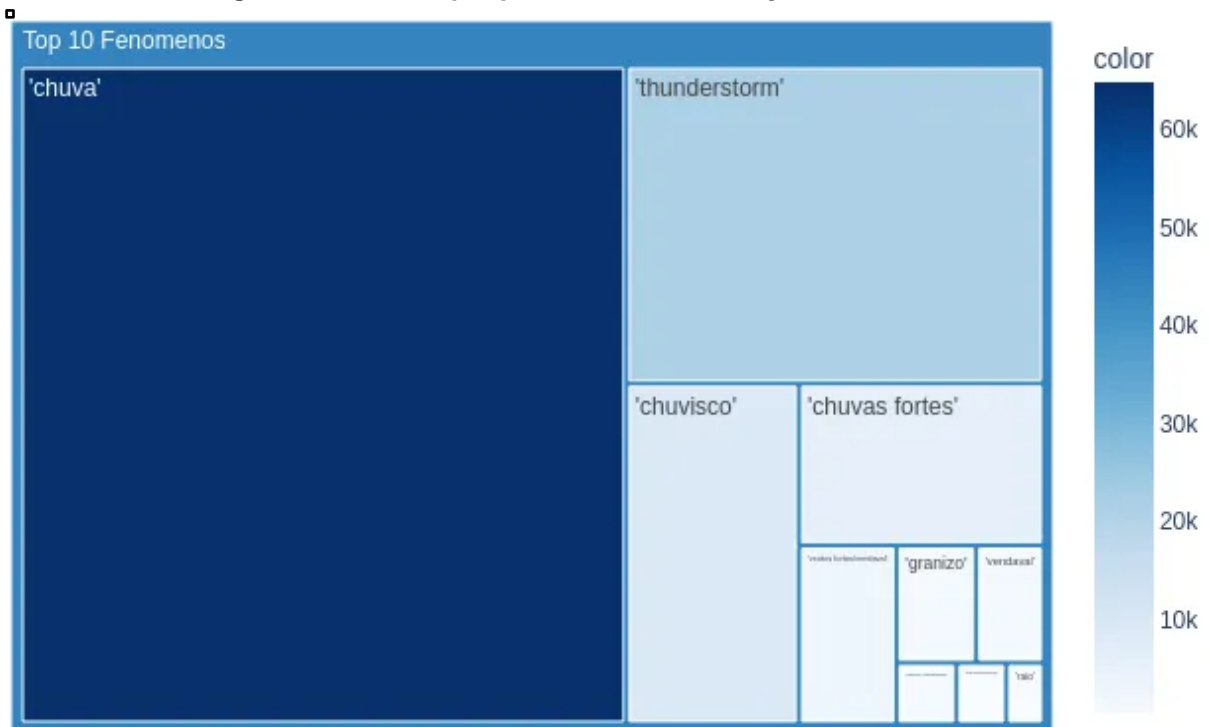 Top 10 Fenomenos
color
'chuva'
'thunderstorm'
60k
50k
40k
30k
'chuvisco'
'chuvas fortes'
20k
'granizo'
'vendaval'
10k
'raio'